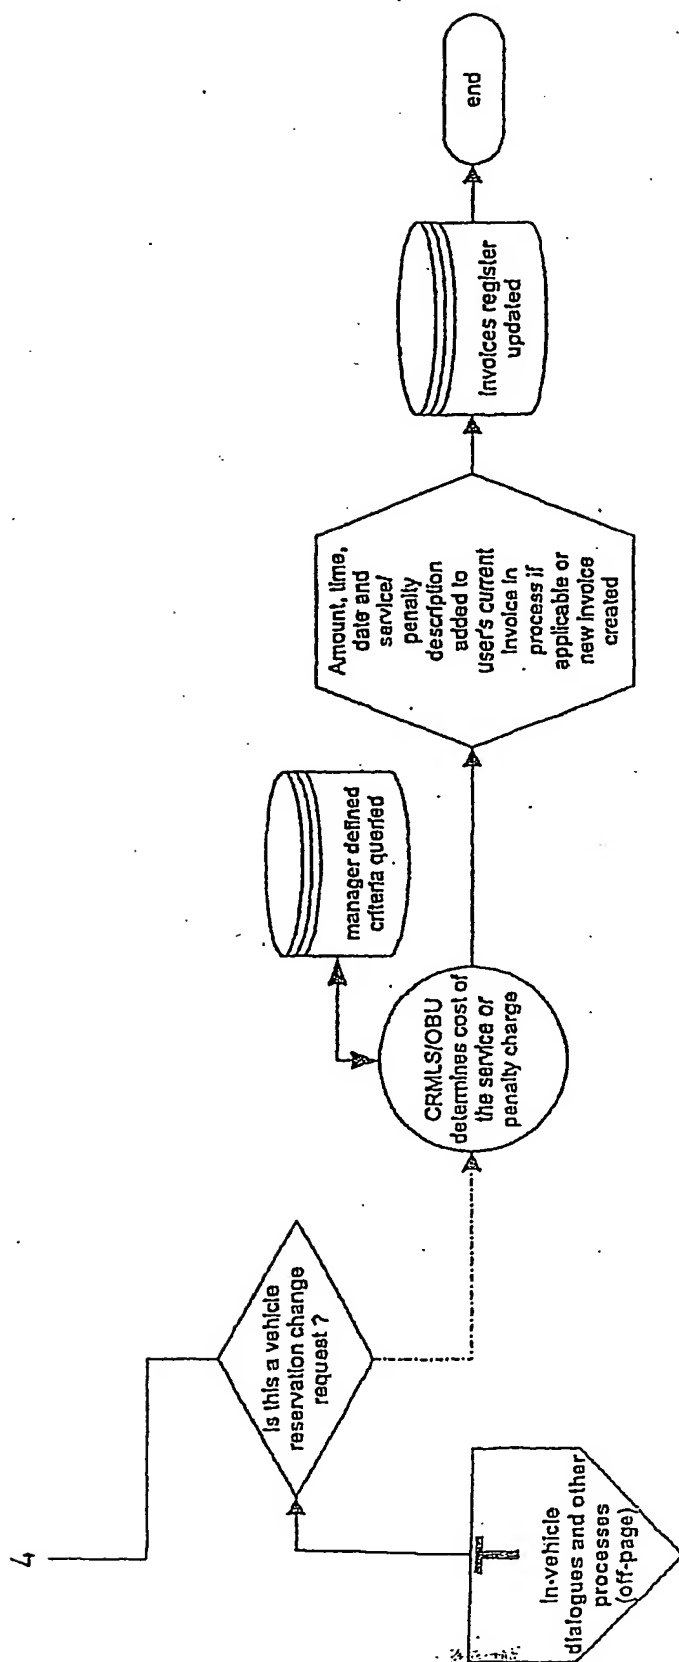 4
Is this a vehicle
reservation change
request ?
T
In-vehicle
dialogues and other
processes
(off-page)
CRMLS/OBU
determines cost of
the service or
penalty charge
manager defined
criteria queried
Amount, time,
date and
service/
penalty
description
added to
user's current
Invoice in
process if
applicable or
new Invoice
created
Invoices register
updated
end